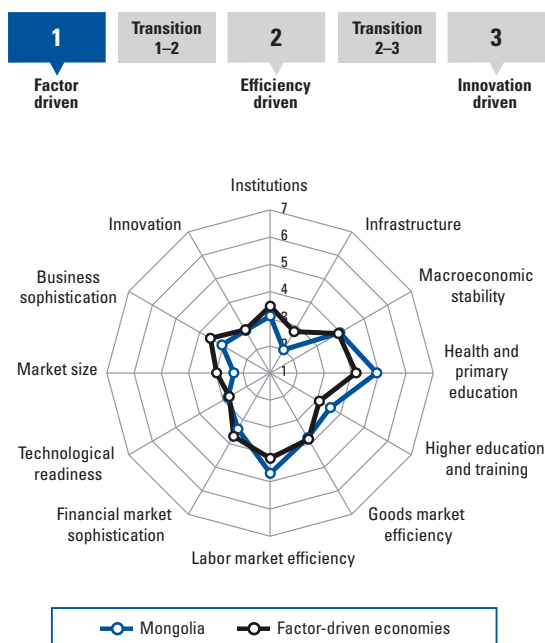 1
Transition
1–2
2
Transition
2–3
3
Factor
driven
Efficiency
driven
Innovation
driven
Institutions
7
6
5
4
3
2
1
Infrastructure
Macroeconomic
stability
Health and
primary
education
Higher education
and training
Goods market
efficiency
Labor market efficiency
Financial market
sophistication
Technological
readiness
Market size
Business
sophistication
Innovation
Mongolia
Factor-driven economies